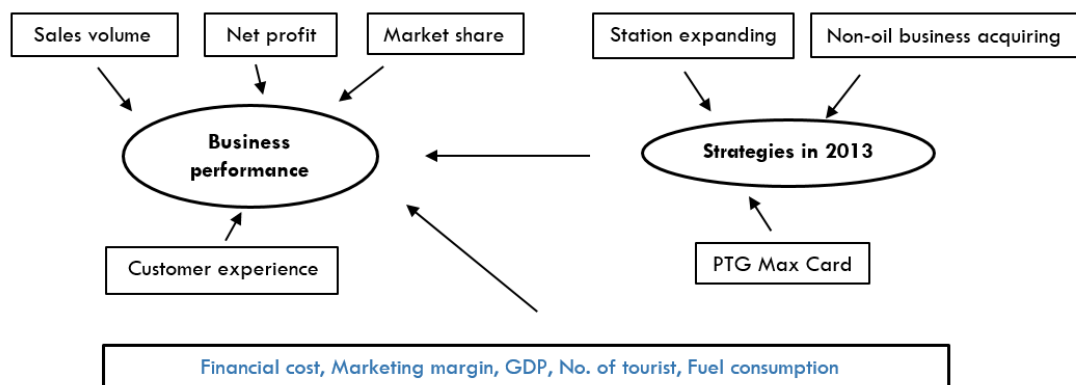 Sales volume
Net profit
Market share
Station expanding
Non-oil business acquiring
Business
performance
Strategies in 2013
Customer experience
PTG Max Card
Financial cost, Marketing margin, GDP, No. of tourist, Fuel consumption